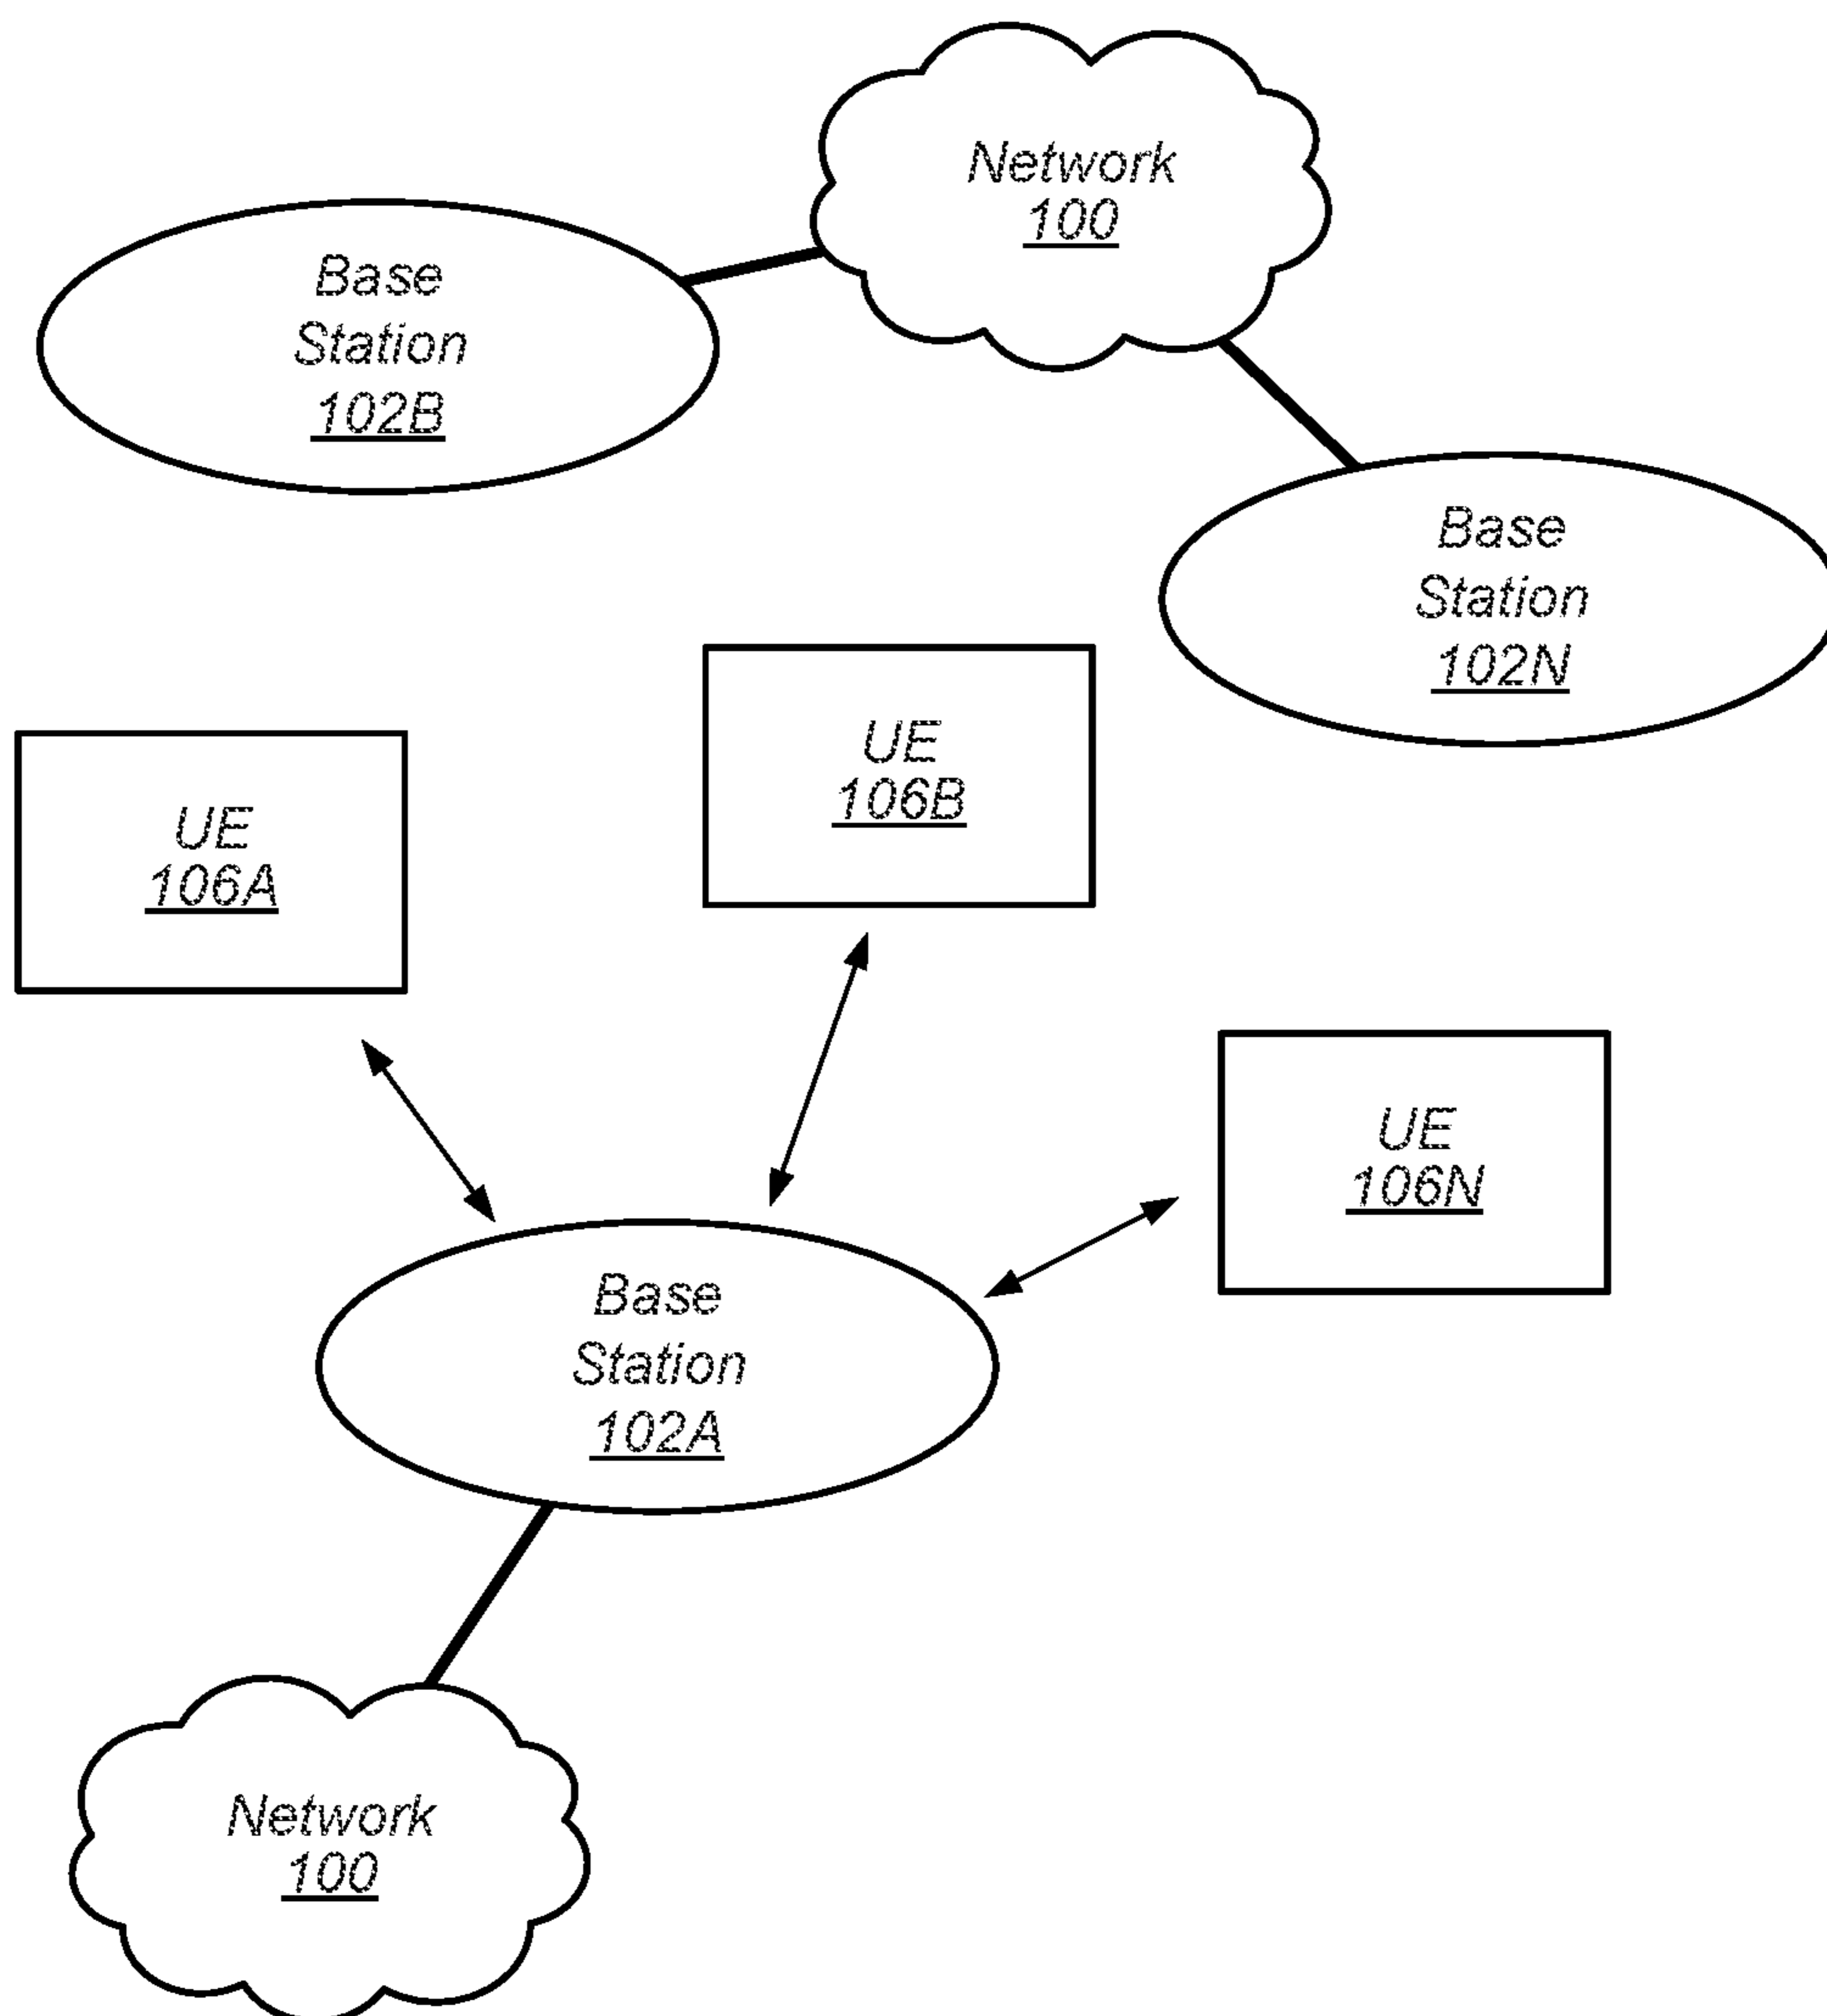 Network
100
Base
Station
102B
Base
Station
102N
UE
106B
UE
106A
UE
106N
Base
Station
102A
Network
100